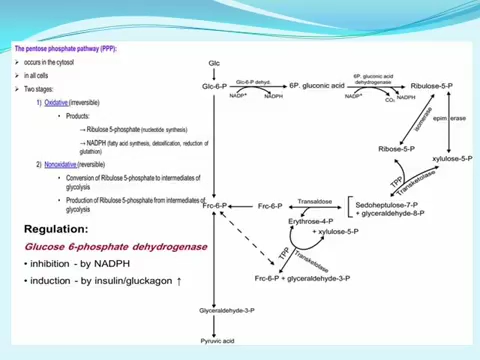 The pentose phosphate pathway (PPP):
➢ occurs in the cytosol
➢ in all cells
➢ Two stages:
1) Oxidative (irreversible)
• Products:
→ Ribulose 5-phosphate (nucleotide synthesis)
→ NADPH (fatty acid synthesis, detoxification, reduction of
glutathion)
2) Nonoxidative (reversible)
• Conversion of Ribulose 5-phosphate to intermediates of
glycolysis
• Production of Ribulose 5-phosphate from intermediates of
glycolysis
Regulation:
Glucose 6-phosphate dehydrogenase
• inhibition - by NADPH
• induction - by insulin/gluckagon ↑
Glc
Glc-6-P
Glc-6-P dehyd.
NADP+
NADPH
6P. gluconic acid
6P. gluconic acid
dehydrogenase
NADP+
CO₂
NADPH
Ribulose-5-P
isomerase
epim erase
Ribose-5-P
xylulose-5-P
TPP
Transketolase
Frc-6-P
Frc-6-P
Transaldose
Sedoheptulose-7-P
+ glyceraldehyde-8-P
Erythrose-4-P
+ xylulose-5-P
TPP
Transketolase
Frc-6-P + glyceraldehyde-3-P
Glyceraldehyde-3-P
Pyruvic acid